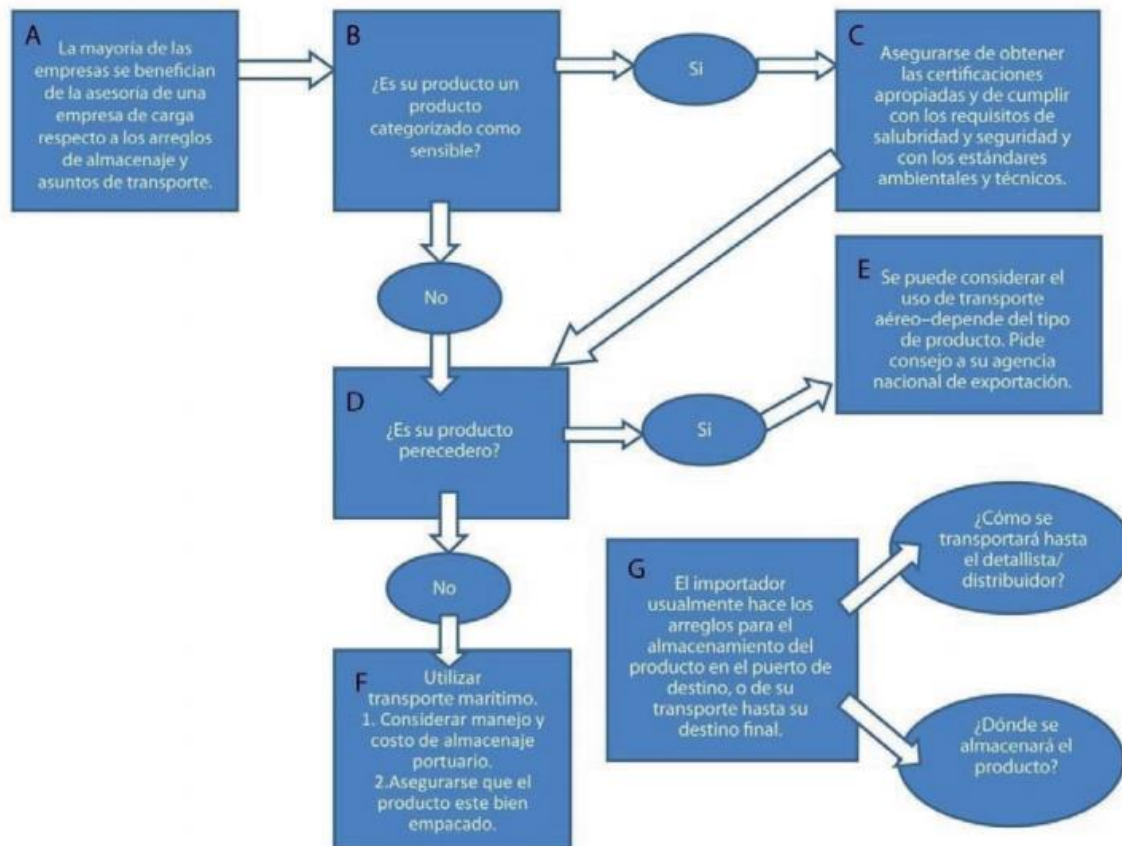 A
La mayoría de las
empresas se benefician
de la asesoría de una
empresa de carga
respecto a los arreglos
de almacenaje y
asuntos de transporte.
B
¿Es su producto un
producto
categorizado como
sensible?
Si
C
Asegurarse de obtener
las certificaciones
apropiadas y de cumplir
con los requisitos de
salubridad y seguridad y
con los estándares
ambientales y técnicos.
No
E
Se puede considerar el
uso de transporte
aéreo–depende del tipo
de producto. Pide
consejo a su agencia
nacional de exportación.
D
¿Es su producto
perecedero?
Si
No
F
Utilizar
transporte marítimo.
1. Considerar manejo y
costo de almacenaje
portuario.
2.Asegurarse que el
producto este bien
empacado.
G
El importador
usualmente hace los
arreglos para el
almacenamiento del
producto en el puerto de
destino, o de su
transporte hasta su
destino final.
¿Cómo se
transportará hasta
el detallista/
distribuidor?
¿Dónde se
almacenará el
producto?